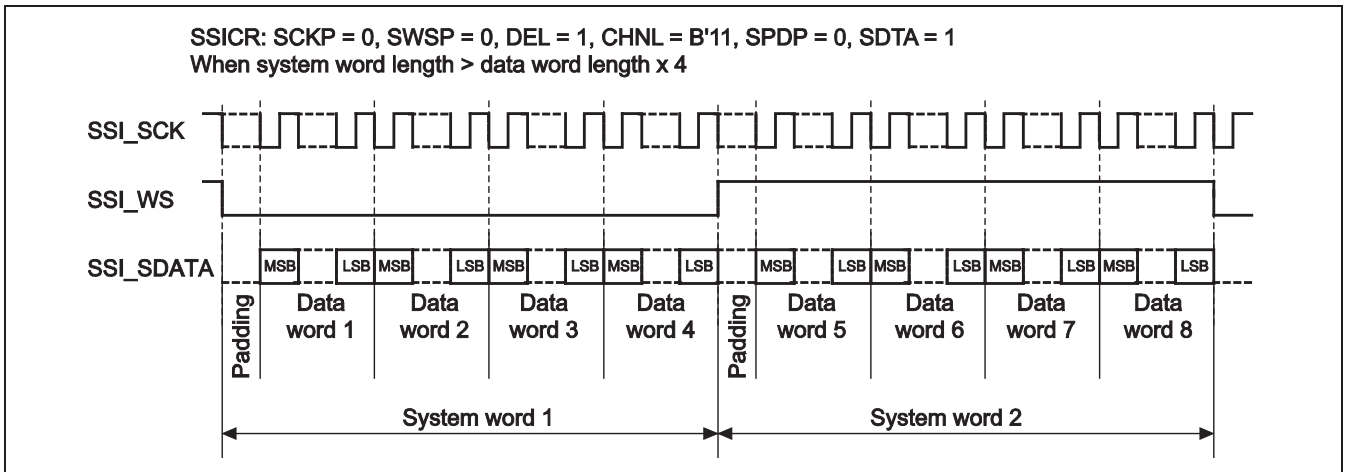 SSICR: SCKP = 0, SWSP = 0, DEL = 1, CHNL = B'11, SPDP = 0, SDTA = 1
When system word length > data word length x 4
SSI_SCK
SSI_WS
SSI_SDATA
MSB LSB MSB LSB MSB LSB MSB LSB MSB LSB MSB LSB MSB LSB MSB LSB
Padding
Data
word 1
Data
word 2
Data
word 3
Data
word 4
Padding
Data
word 5
Data
word 6
Data
word 7
Data
word 8
System word 1
System word 2